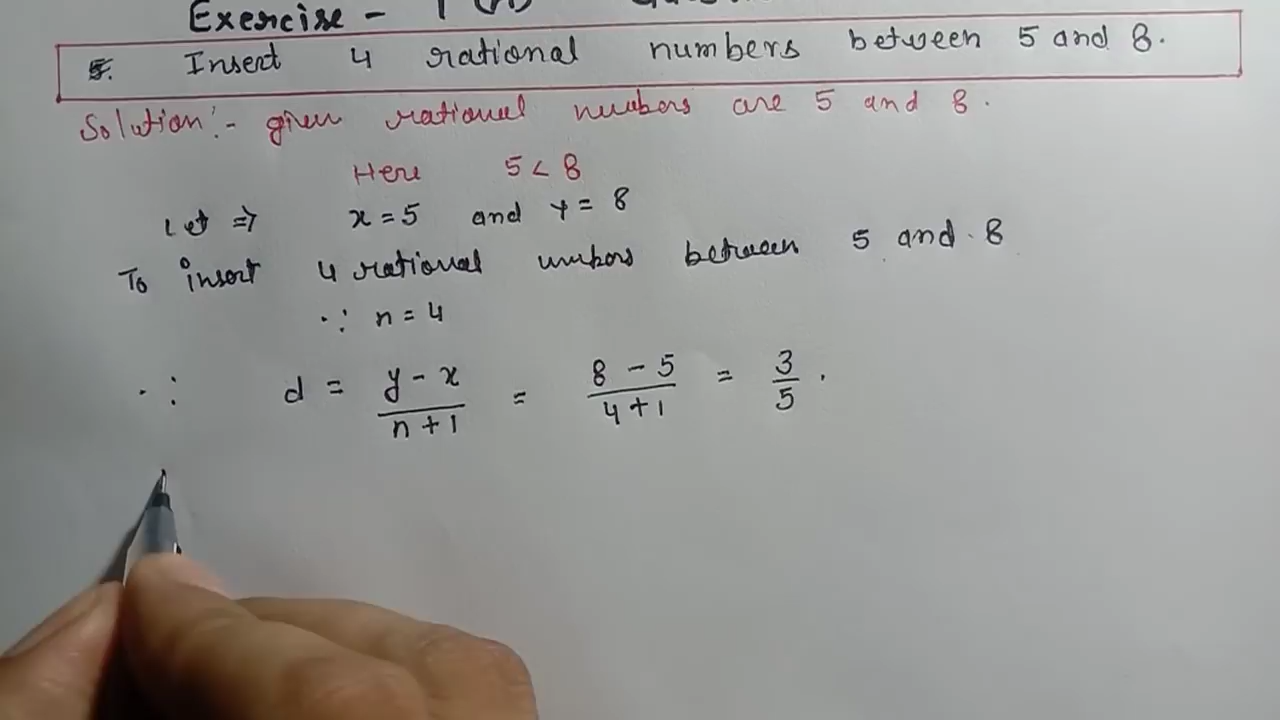 Exercise -
5. Insert 4 rational numbers between 5 and 8.
Solution:- given rational numbers are 5 and 8.
Here 5 < 8
Let ⇒ x = 5 and y = 8
To insert 4 rational numbers between 5 and 8
∵ n = 4
∵ d = (y - x)/(n + 1) = (8 - 5)/(4 + 1) = 3/5 .